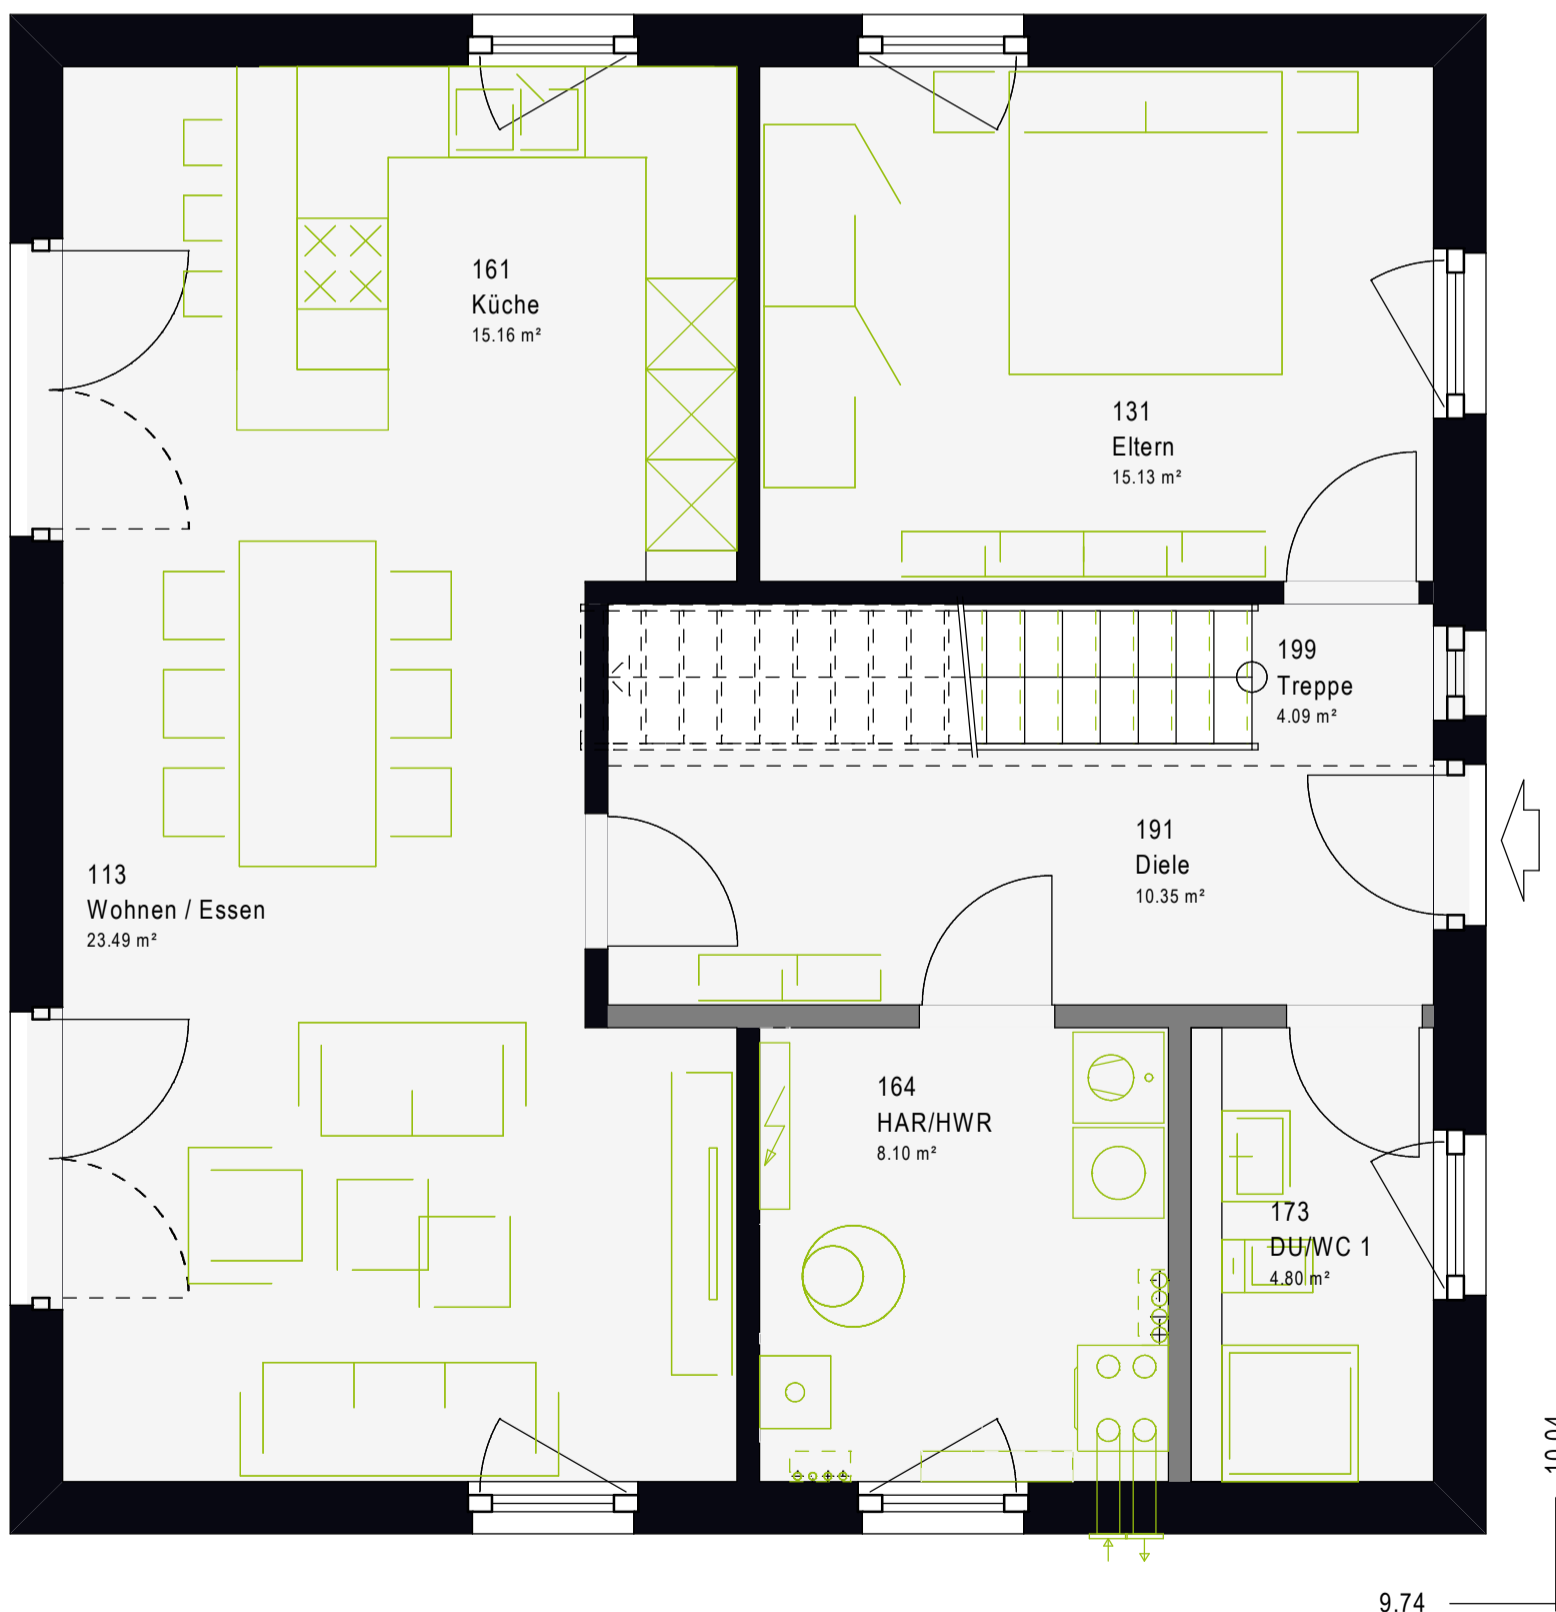 161
Küche
15.16 m²
131
Eltern
15.13 m²
199
Treppe
4.09 m²
191
Diele
10.35 m²
113
Wohnen / Essen
23.49 m²
164
HAR/HWR
8.10 m²
173
DU/WC 1
4.80 m²
10.04
9.74